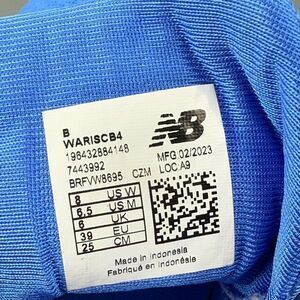 B
WARISCB4
196432884148
7443992
BRFVW8695 CZM
NB
MFG 02/2023
LOC A9
8 US W
6.5 US M
6 UK
39 EU
25 CM
Made in Indonesia
Fabriqué en Indonésie